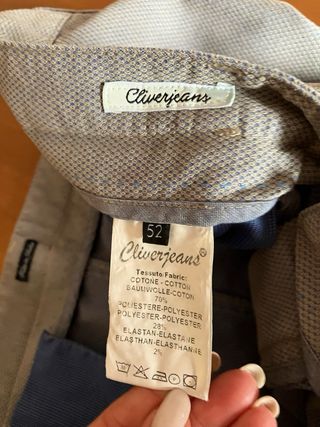 Cliverjeans
52
Cliverjeans®
Tessuto/Fabric:
COTONE - COTTON
BAUMWOLLE-COTON
70%
POLIESTERE-POLYESTER
POLYESTER-POLYESTER
28%
ELASTAN-ELASTANE
ELASTHAN-ELASTHANNE
2%